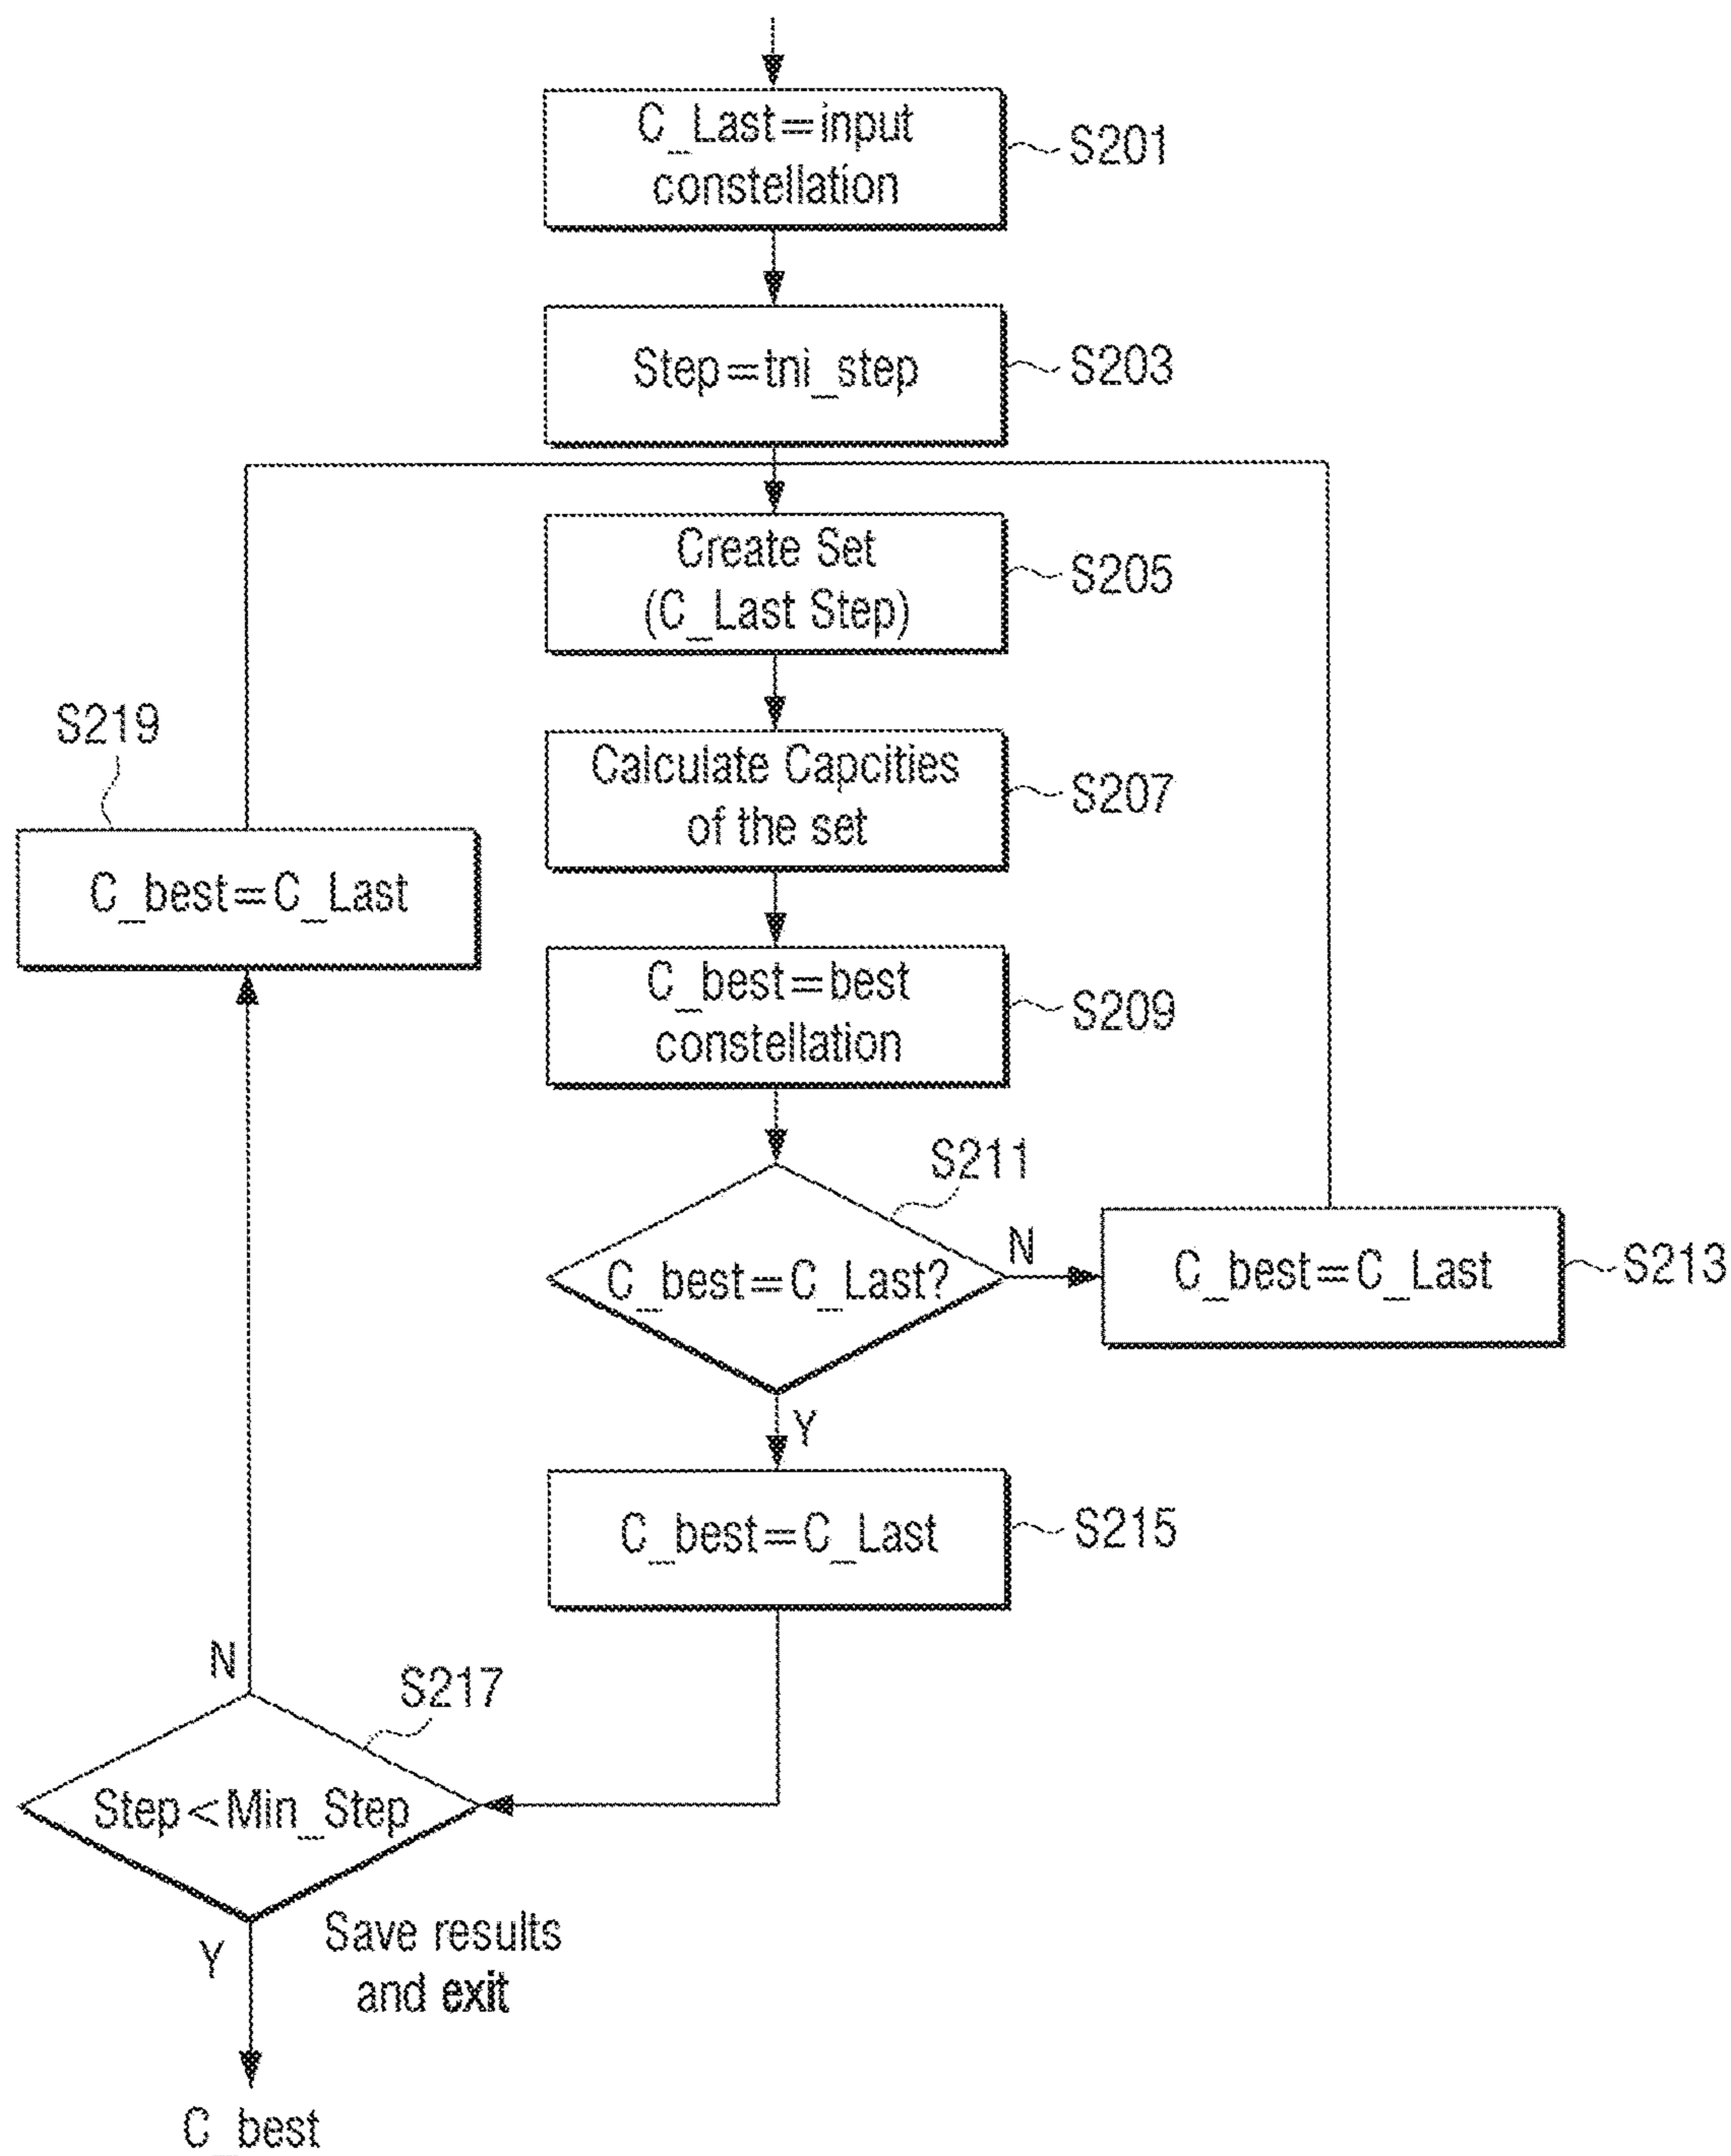 C_Last=input
constellation
S201
Step=tni_step
S203
Create Set
(C_Last Step)
S205
S219
Calculate Capcities
of the set
S207
C_best=C_Last
C_best=best
constellation
S209
S211
C_best=C_Last?
N
C_best=C_Last
S213
Y
C_best=C_Last
S215
N
S217
Step<Min_Step
Y
Save results
and exit
C_best